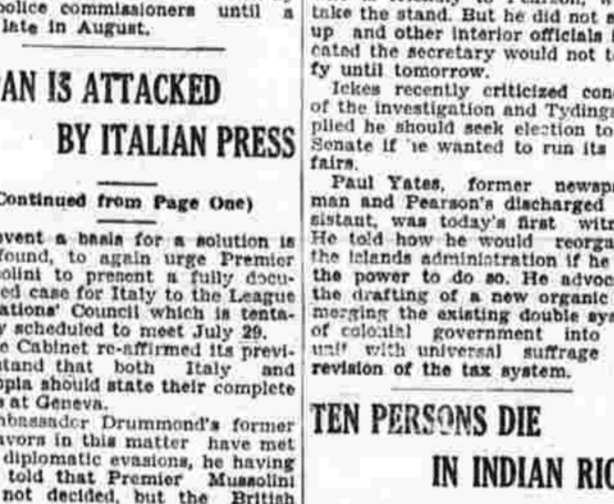 police commissioners until a
late in August.
AN IS ATTACKED
BY ITALIAN PRESS
Continued from Page One)
event a basis for a solution is
found, to again urge Premier
olini to present a fully docu-
ed case for Italy to the League
ations' Council which is tenta-
y scheduled to meet July 29.
e Cabinet re-affirmed its previ-
stand that both Italy and
opia should state their complete
s at Geneva.
mbassador Drummond's former
avors in this matter have met
diplomatic evasions, he having
told that Premier Mussolini
not decided, but the British
take the stand. But he did not s
up and other interior officials i
cated the secretary would not t
fy until tomorrow.
Ickes recently criticized con
of the investigation and Tydings
plied he should seek election to
Senate if he wanted to run its
fairs.
Paul Yates, former newsp
man and Pearson's discharged
sistant, was today's first witn
He told how he would reorga
the islands administration if he
the power to do so. He advoc
the drafting of a new organic
merging the existing double sys
of colonial government into
unit with universal suffrage
revision of the tax system.
TEN PERSONS DIE
IN INDIAN RIO